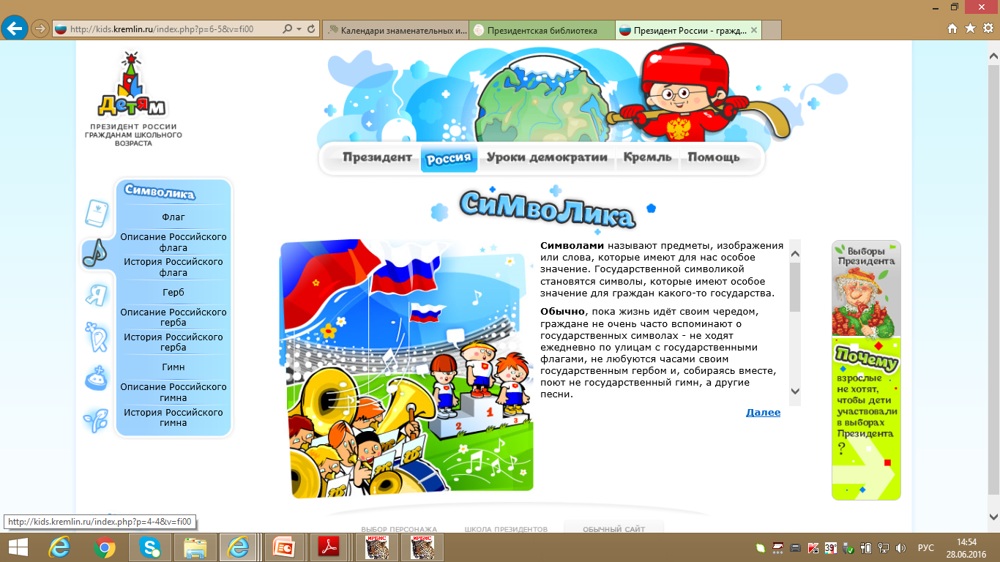 http://kids.kremlin.ru/index.php?p=6-5&v=fi00
Календари знаменательных и...
Президентская библиотека
Президент России - гражд...
Детям
ПРЕЗИДЕНТ РОССИИ
ГРАЖДАНАМ ШКОЛЬНОГО
ВОЗРАСТА
Президент
Россия
Уроки демократии
Кремль
Помощь
Символика
Флаг
Описание Российского
флага
История Российского
флага
Герб
Описание Российского
герба
История Российского
герба
Гимн
Описание Российского
гимна
История Российского
гимна
Я
СиМвоЛика
2
1
3
Символами называют предметы, изображения
или слова, которые имеют для нас особое
значение. Государственной символикой
становятся символы, которые имеют особое
значение для граждан какого-то государства.
Обычно, пока жизнь идёт своим чередом,
граждане не очень часто вспоминают о
государственных символах - не ходят
ежедневно по улицам с государственными
флагами, не любуются часами своим
государственным гербом и, собираясь вместе,
поют не государственный гимн, а другие
песни.
Далее
Выборы
Президента
Почему
взрослые
не хотят,
чтобы дети
участвовали
в выборах
Президента
?
http://kids.kremlin.ru/index.php?p=4-4&v=fi00
ВЫБОР ПЕРСОНАЖА
ШКОЛА ПРЕЗИДЕНТОВ
ОБЫЧНЫЙ САЙТ
ИРБИС
ИРБИС
39°
РУС
14:54
28.06.2016